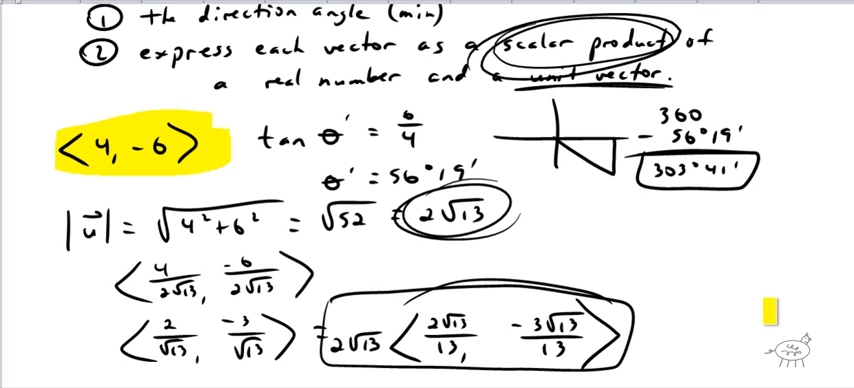 ① the direction angle (min)
② express each vector as a scalar product of
a real number and a unit vector.
<4, -6> tan θ' = 6/4
360
- 56°19'
303°41'
θ' = 56°19'
|u⃗| = √(4²+6²) = √52 = 2√13
<4/(2√13), -6/(2√13)>
<2/√13, -3/√13> = 2√13 <2√13/13, -3√13/13>